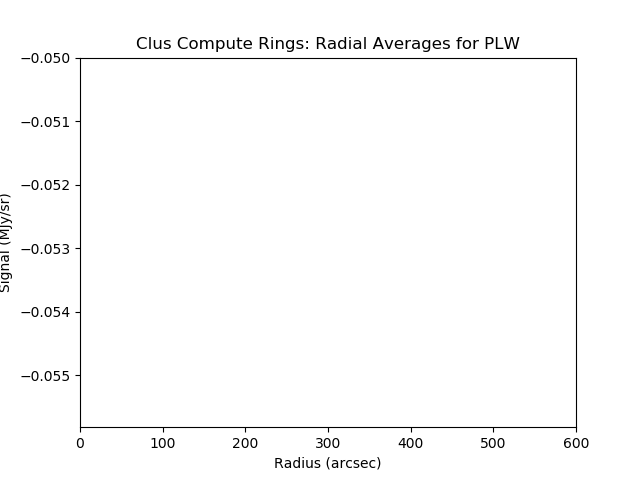 Clus Compute Rings: Radial Averages for PLW
Signal (MJy/sr)
−0.050
−0.051
−0.052
−0.053
−0.054
−0.055
0 100 200 300 400 500 600
Radius (arcsec)